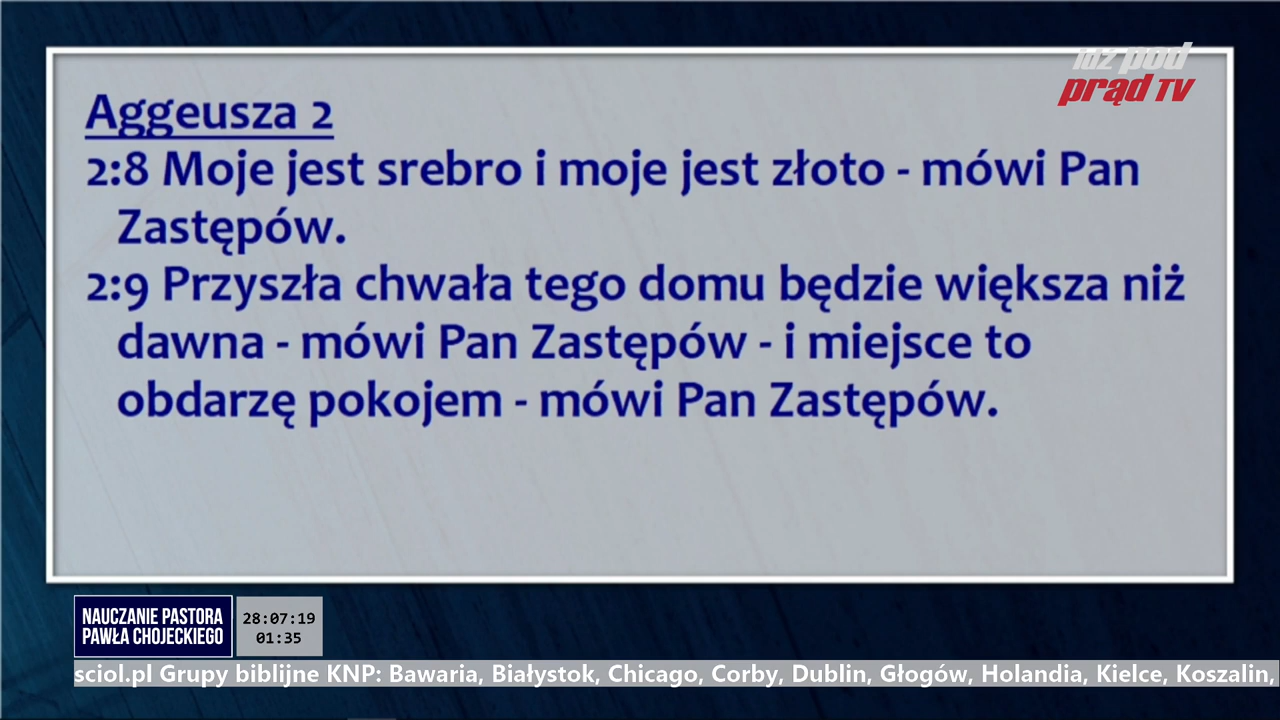 idź pod
prąd TV
Aggeusza 2
2:8 Moje jest srebro i moje jest złoto - mówi Pan
Zastępów.
2:9 Przyszła chwała tego domu będzie większa niż
dawna - mówi Pan Zastępów - i miejsce to
obdarzę pokojem - mówi Pan Zastępów.
NAUCZANIE PASTORA
PAWŁA CHOJECKIEGO
28:07:19
01:35
sciol.pl Grupy biblijne KNP: Bawaria, Białystok, Chicago, Corby, Dublin, Głogów, Holandia, Kielce, Koszalin,